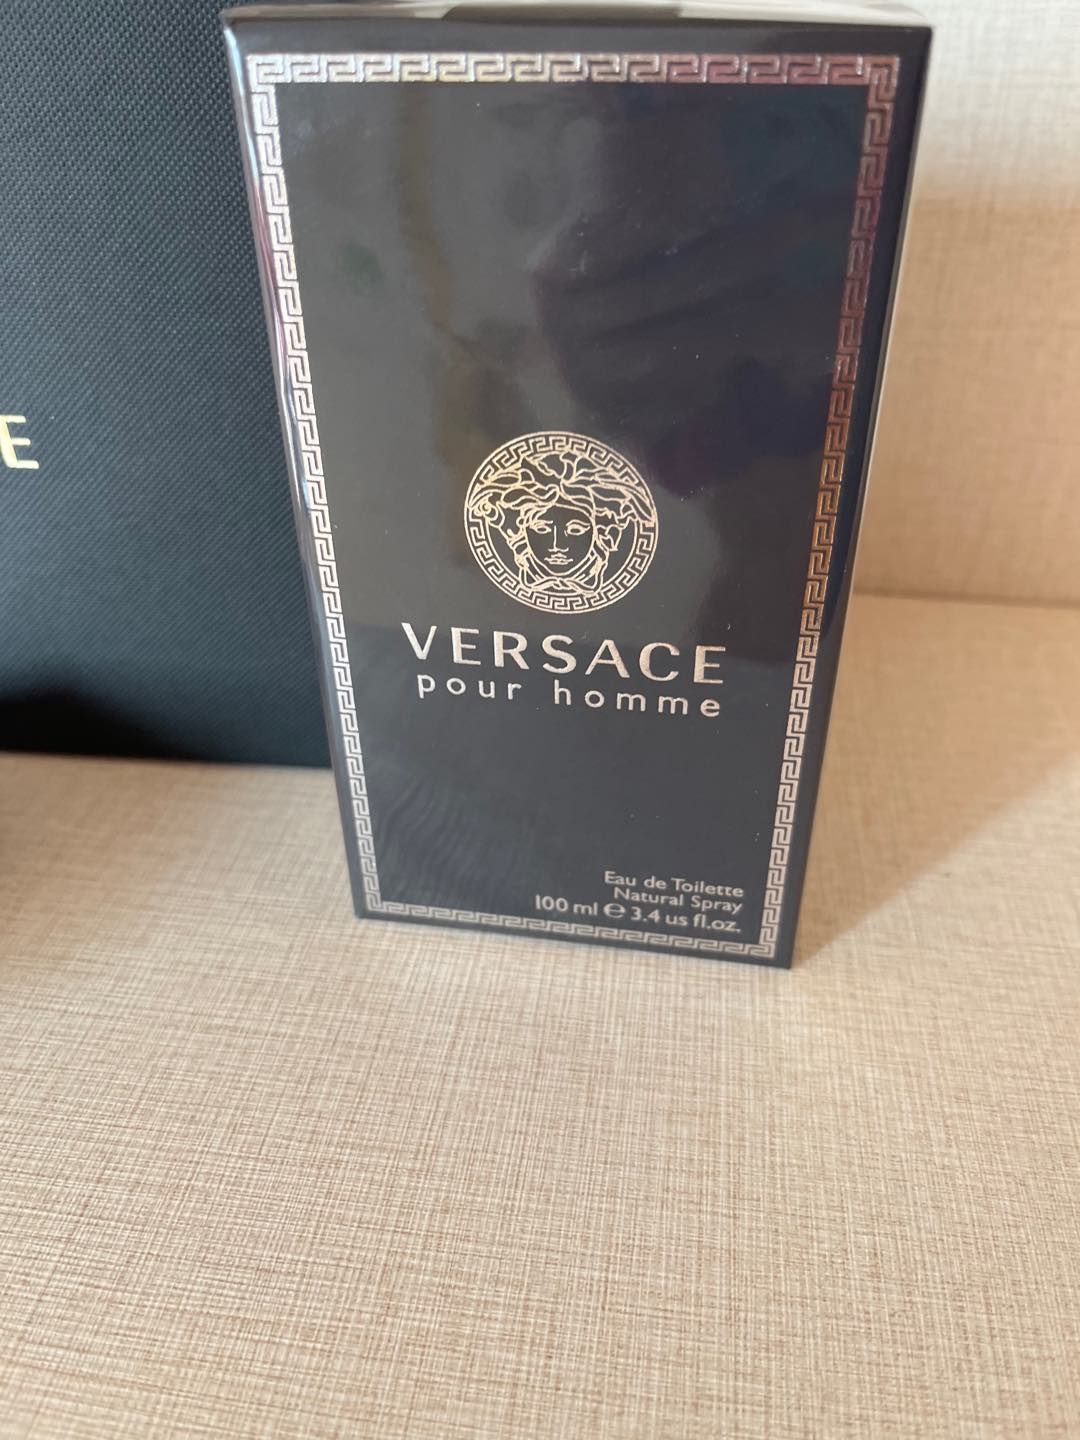 E
VERSACE
pour homme
Eau de Toilette
Natural Spray
100 ml ℮ 3.4 us fl.oz.